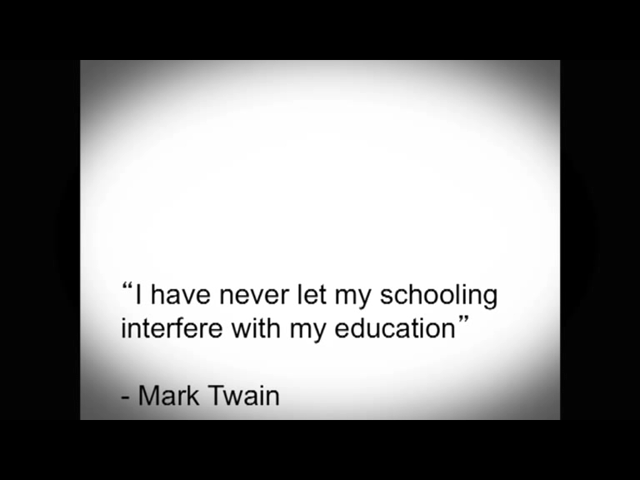 “I have never let my schooling
interfere with my education”
- Mark Twain